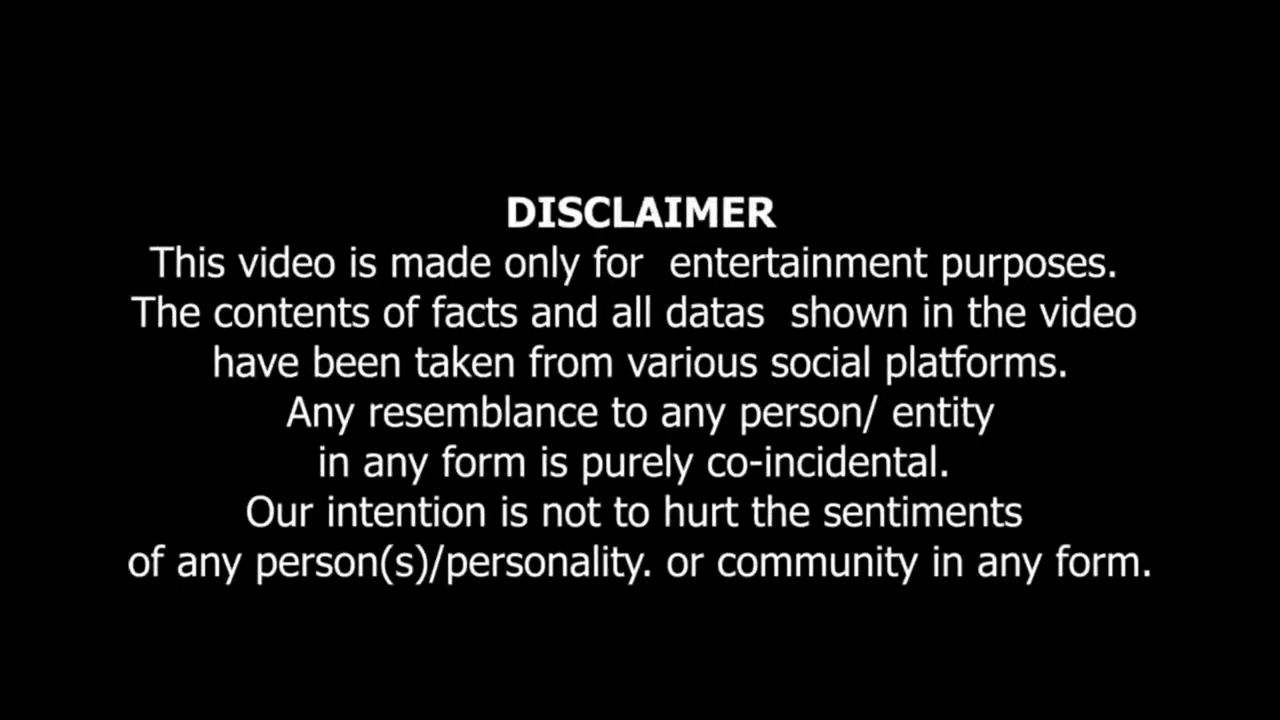 DISCLAIMER
This video is made only for  entertainment purposes.
The contents of facts and all datas  shown in the video
have been taken from various social platforms.
Any resemblance to any person/ entity
in any form is purely co-incidental.
Our intention is not to hurt the sentiments
of any person(s)/personality. or community in any form.